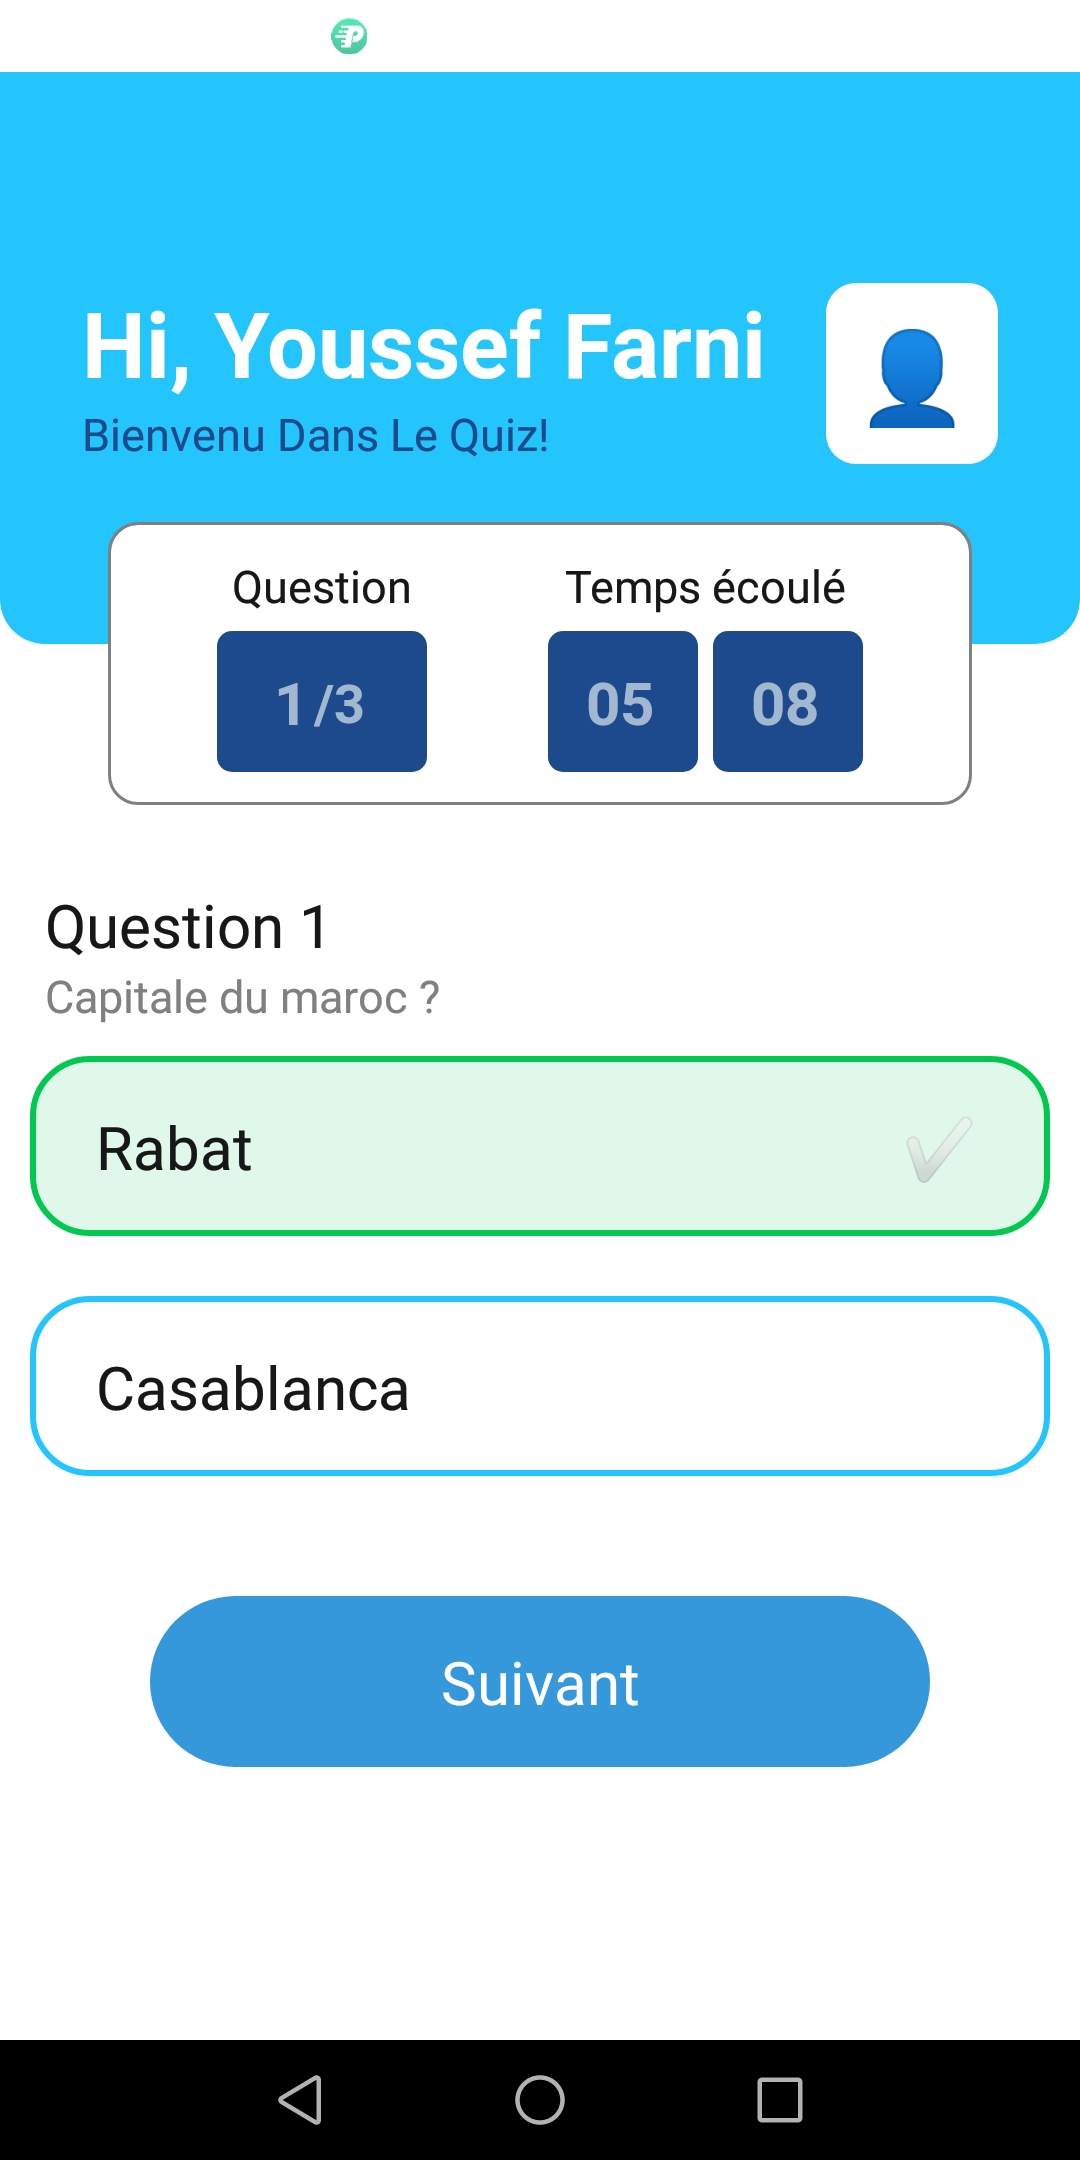 Hi, Youssef Farni
Bienvenu Dans Le Quiz!
Question
Temps écoulé
1/3
05 08
Question 1
Capitale du maroc ?
Rabat
Casablanca
Suivant